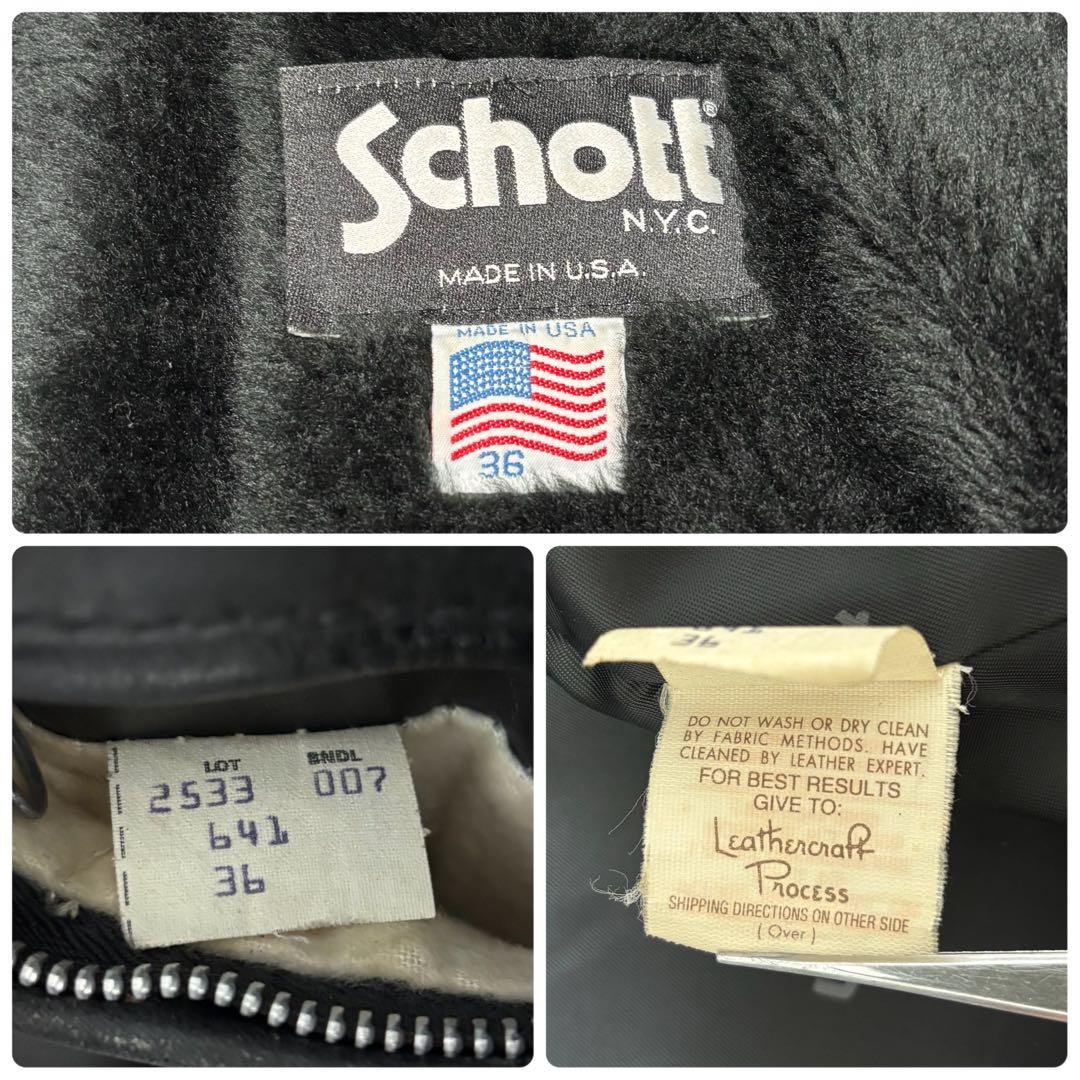 Schott®
N.Y.C.
MADE IN U.S.A.
MADE IN USA
36
LOT BNDL
2533 007
641
36
36
DO NOT WASH OR DRY CLEAN
BY FABRIC METHODS. HAVE
CLEANED BY LEATHER EXPERT.
FOR BEST RESULTS
GIVE TO:
Leathercraft
Process
SHIPPING DIRECTIONS ON OTHER SIDE
(Over)